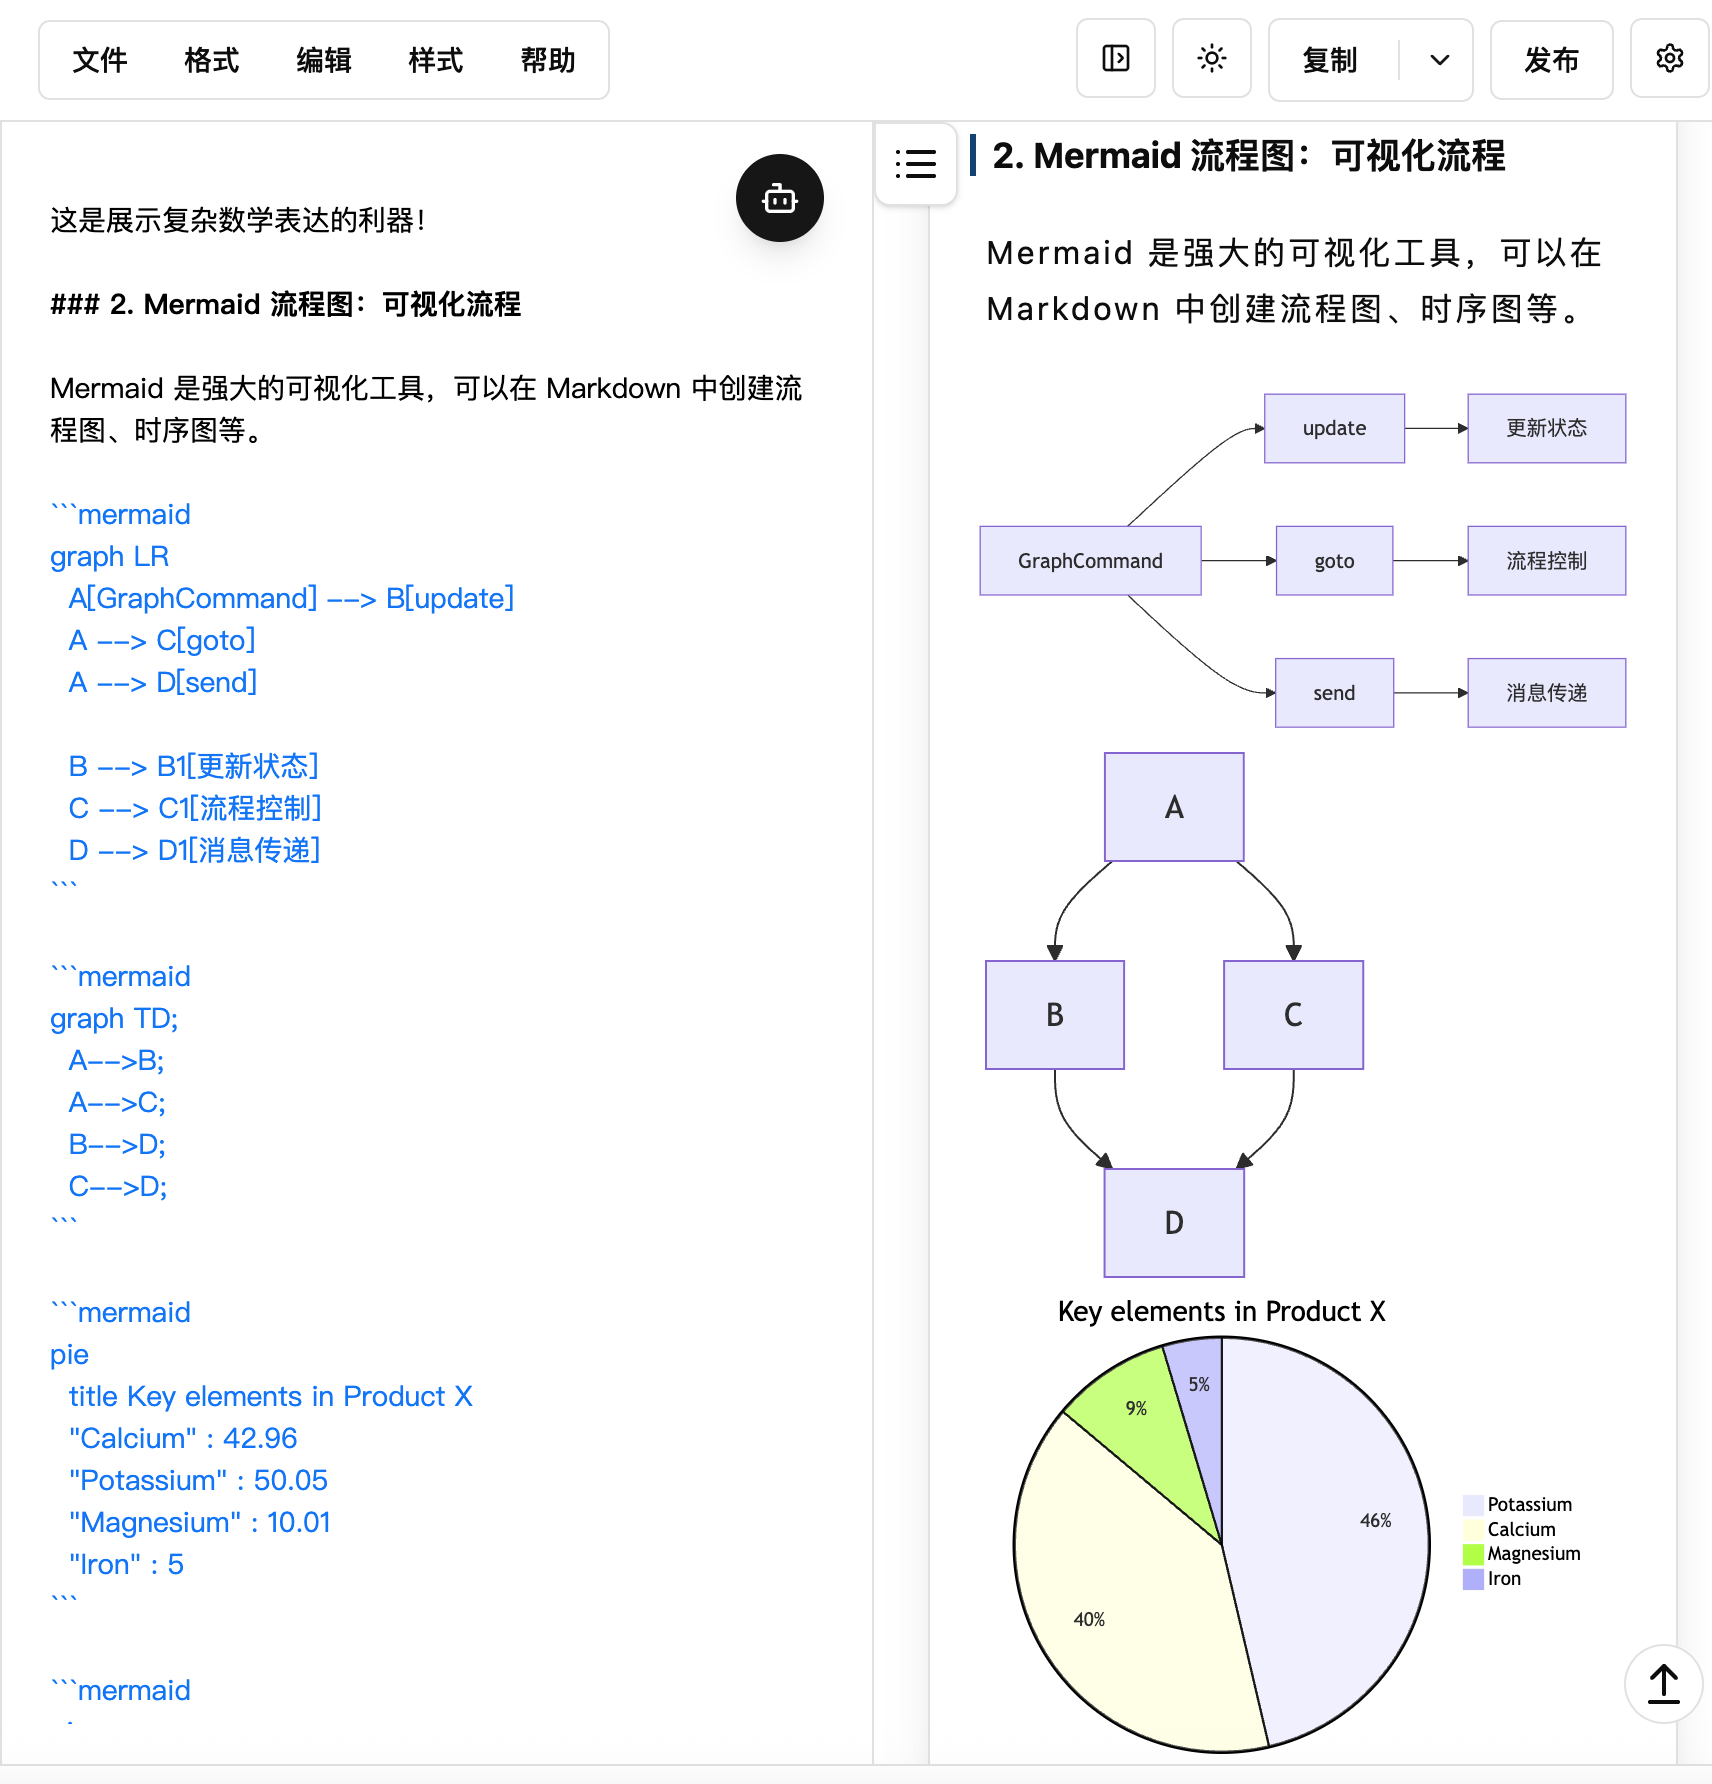 文件 格式 编辑 样式 帮助
复制 发布
这是展示复杂数学表达的利器！
### 2. Mermaid 流程图：可视化流程
Mermaid 是强大的可视化工具，可以在 Markdown 中创建流
程图、时序图等。
```mermaid
graph LR
A[GraphCommand] --> B[update]
A --> C[goto]
A --> D[send]
B --> B1[更新状态]
C --> C1[流程控制]
D --> D1[消息传递]
```
```mermaid
graph TD;
A-->B;
A-->C;
B-->D;
C-->D;
```
```mermaid
pie
title Key elements in Product X
"Calcium" : 42.96
"Potassium" : 50.05
"Magnesium" : 10.01
"Iron" : 5
```
```mermaid
2. Mermaid 流程图：可视化流程
Mermaid 是强大的可视化工具，可以在
Markdown 中创建流程图、时序图等。
update 更新状态
GraphCommand goto 流程控制
send 消息传递
A
B C
D
Key elements in Product X
5%
9%
46%
40%
Potassium
Calcium
Magnesium
Iron